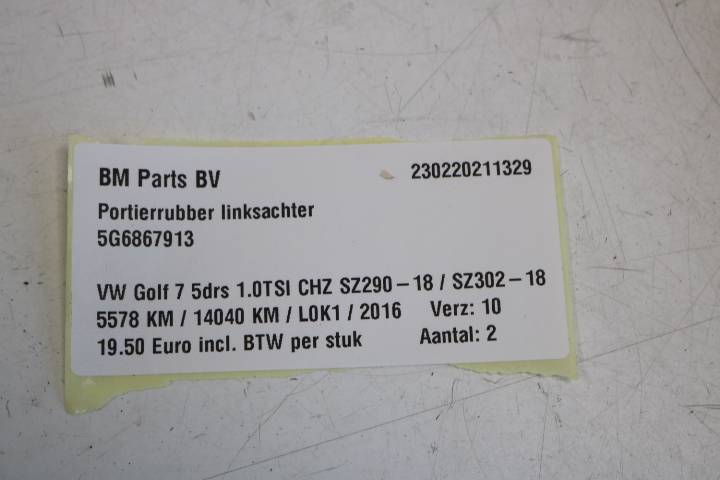 BM Parts BV 230220211329
Portierrubber linksachter
5G6867913
VW Golf 7 5drs 1.0TSI CHZ SZ290-18 / SZ302-18
5578 KM / 14040 KM / L0K1 / 2016 Verz: 10
19.50 Euro incl. BTW per stuk Aantal: 2